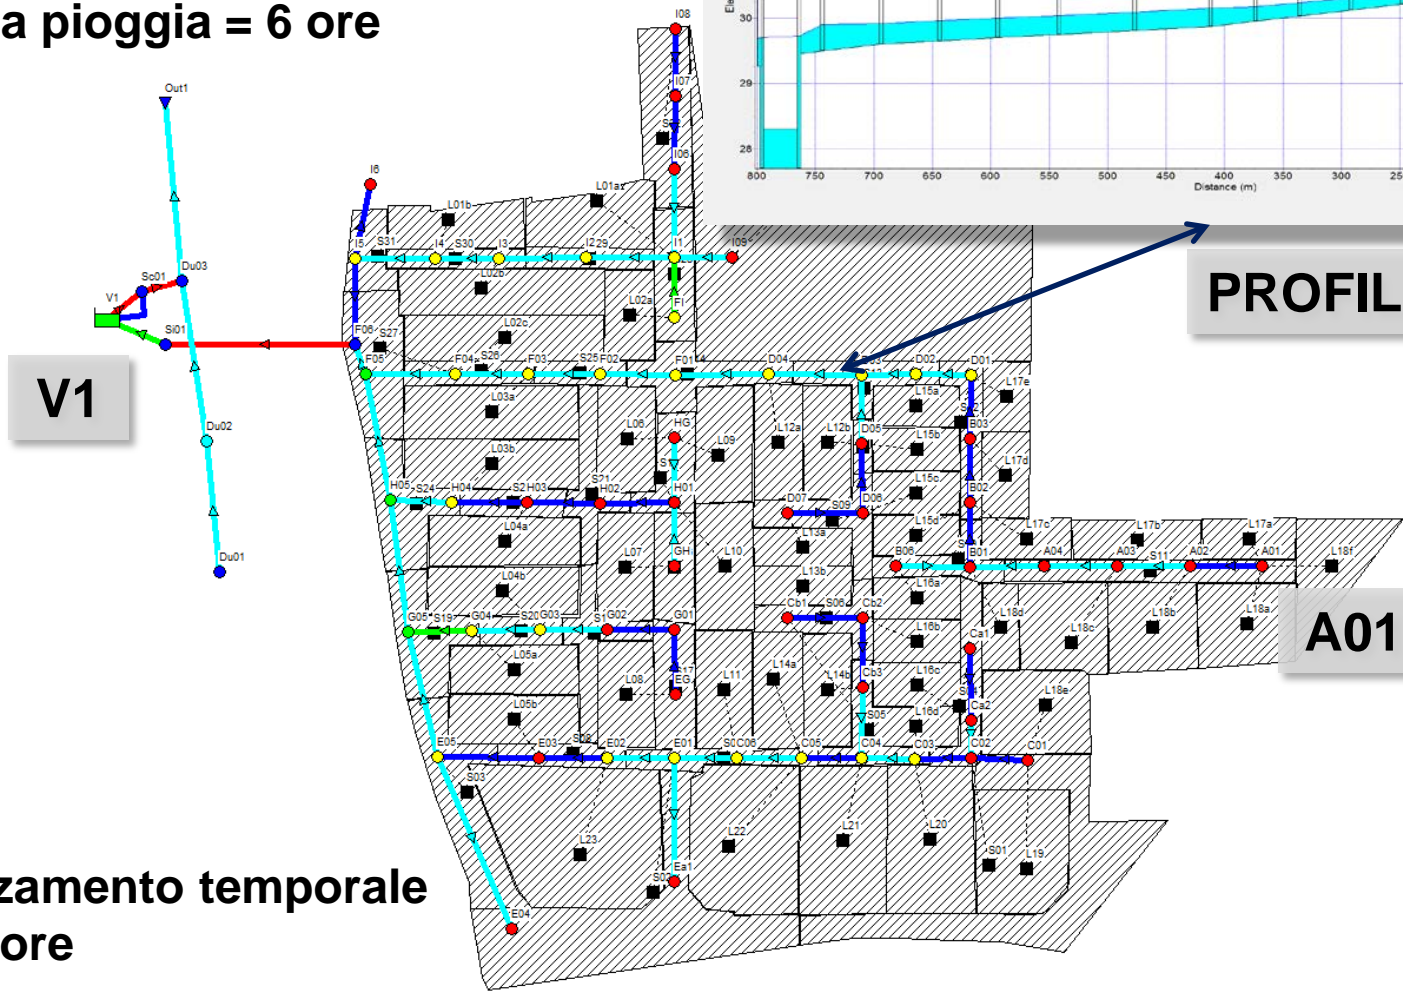 a pioggia = 6 ore
30
29
28
800 750 700 650 600 550 500 450 400 350 300
Distance (m)
PROFIL
I08
Out1
I07
I06
I6
L01b
L01a
I5 S31 I4 S30 I3 I2 29 I1 I09
Sc01 Du03
V1
L02b
L02a FI
Si01
F06 S27
L02c
V1
F05 F04 S26 F03 S25 F02 F01 D04 D02 D01
L03a
L15a L17e
Du02
L06 HG L09 L12a L12b D05 L15b B03
L03b
L17d
H05 S24 H04 H03 S21 H02 H01 D07 S09 D06 L15c B02
L04a
L13a L15d L17c L17b L17a
Du01
L04b
L07 GH L10 L13b B06 B01 A04 A03 S11 A02 A01 L18f
L16a
G05 S19 G04 S20 G03 G02 G01 Cb1 S06 Cb2 L16b L18d L18c L18b L18a
Ca1
A01
L05a
L08 EG L11 L14a L14b Cb3 L16c L18e
L05b
S05 L16d Ca2
E05 E03 E02 E01 C06 C05 C04 C03 C02 C01
S03
L23 L22 L21 L20 S01 L19
Ea1
E04
zamento temporale
ore